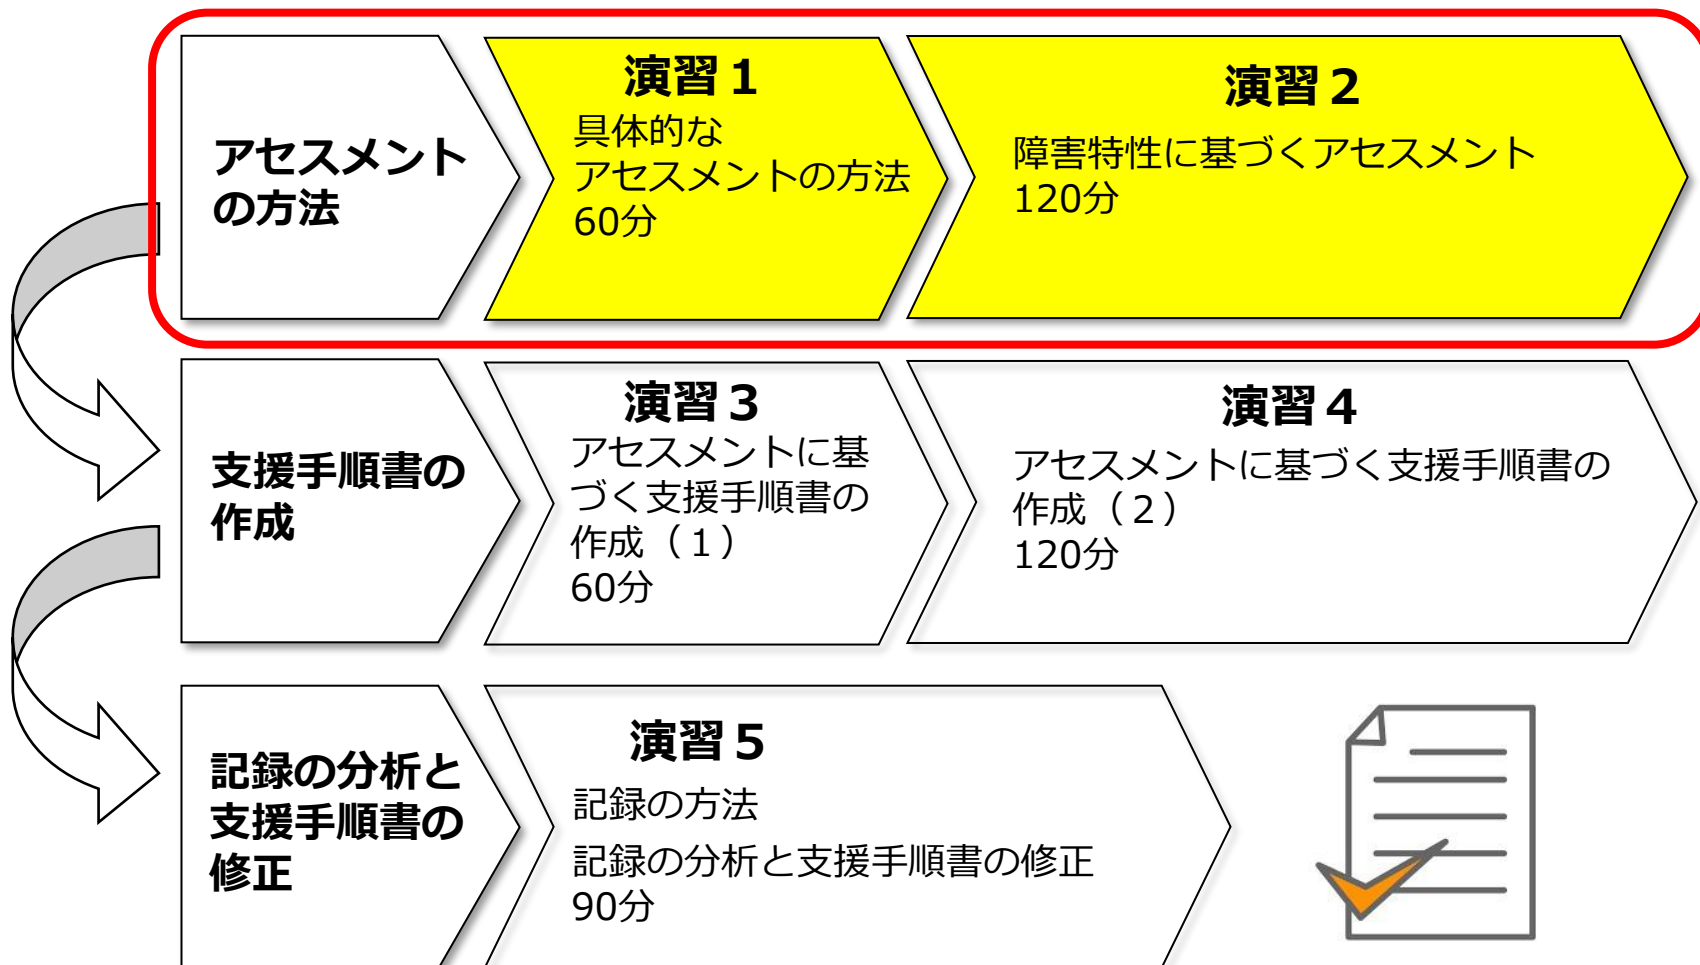 アセスメント
の方法
演習１
具体的な
アセスメントの方法
60分
演習２
障害特性に基づくアセスメント
120分
支援手順書の
作成
演習３
アセスメントに基
づく支援手順書の
作成（１）
60分
演習４
アセスメントに基づく支援手順書の
作成（２）
120分
記録の分析と
支援手順書の
修正
演習５
記録の方法
記録の分析と支援手順書の修正
90分